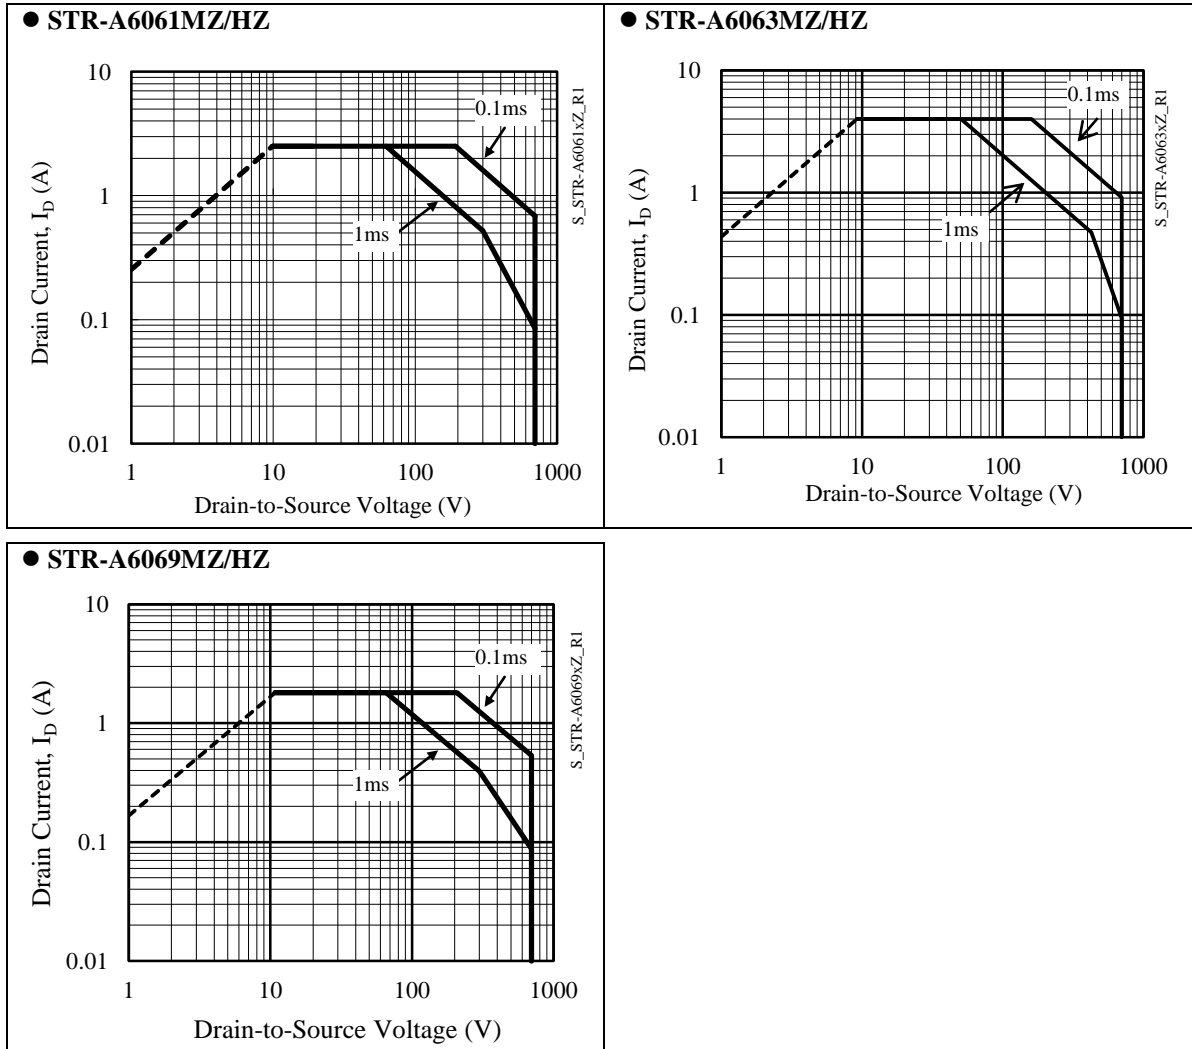 ● STR-A6061MZ/HZ
10
1
0.1
0.01
Drain Current, I_D (A)
0.1ms
1ms
S_STR-A6061xZ_R1
1 10 100 1000
Drain-to-Source Voltage (V)
● STR-A6063MZ/HZ
10
1
0.1
0.01
Drain Current, I_D (A)
0.1ms
1ms
S_STR-A6063xZ_R1
1 10 100 1000
Drain-to-Source Voltage (V)
● STR-A6069MZ/HZ
10
1
0.1
0.01
Drain Current, I_D (A)
0.1ms
1ms
S_STR-A6069xZ_R1
1 10 100 1000
Drain-to-Source Voltage (V)